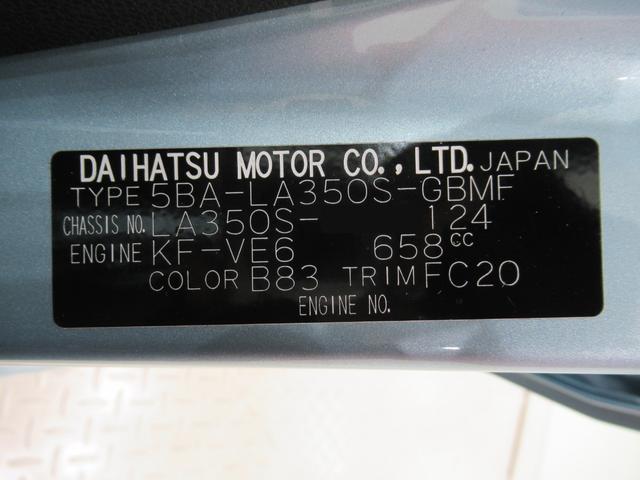 DAIHATSU MOTOR CO., LTD. JAPAN
TYPE 5BA-LA350S-GBMF
CHASSIS NO. LA350S- 124
ENGINE KF-VE6 658cc
COLOR B83 TRIM FC20
ENGINE NO.